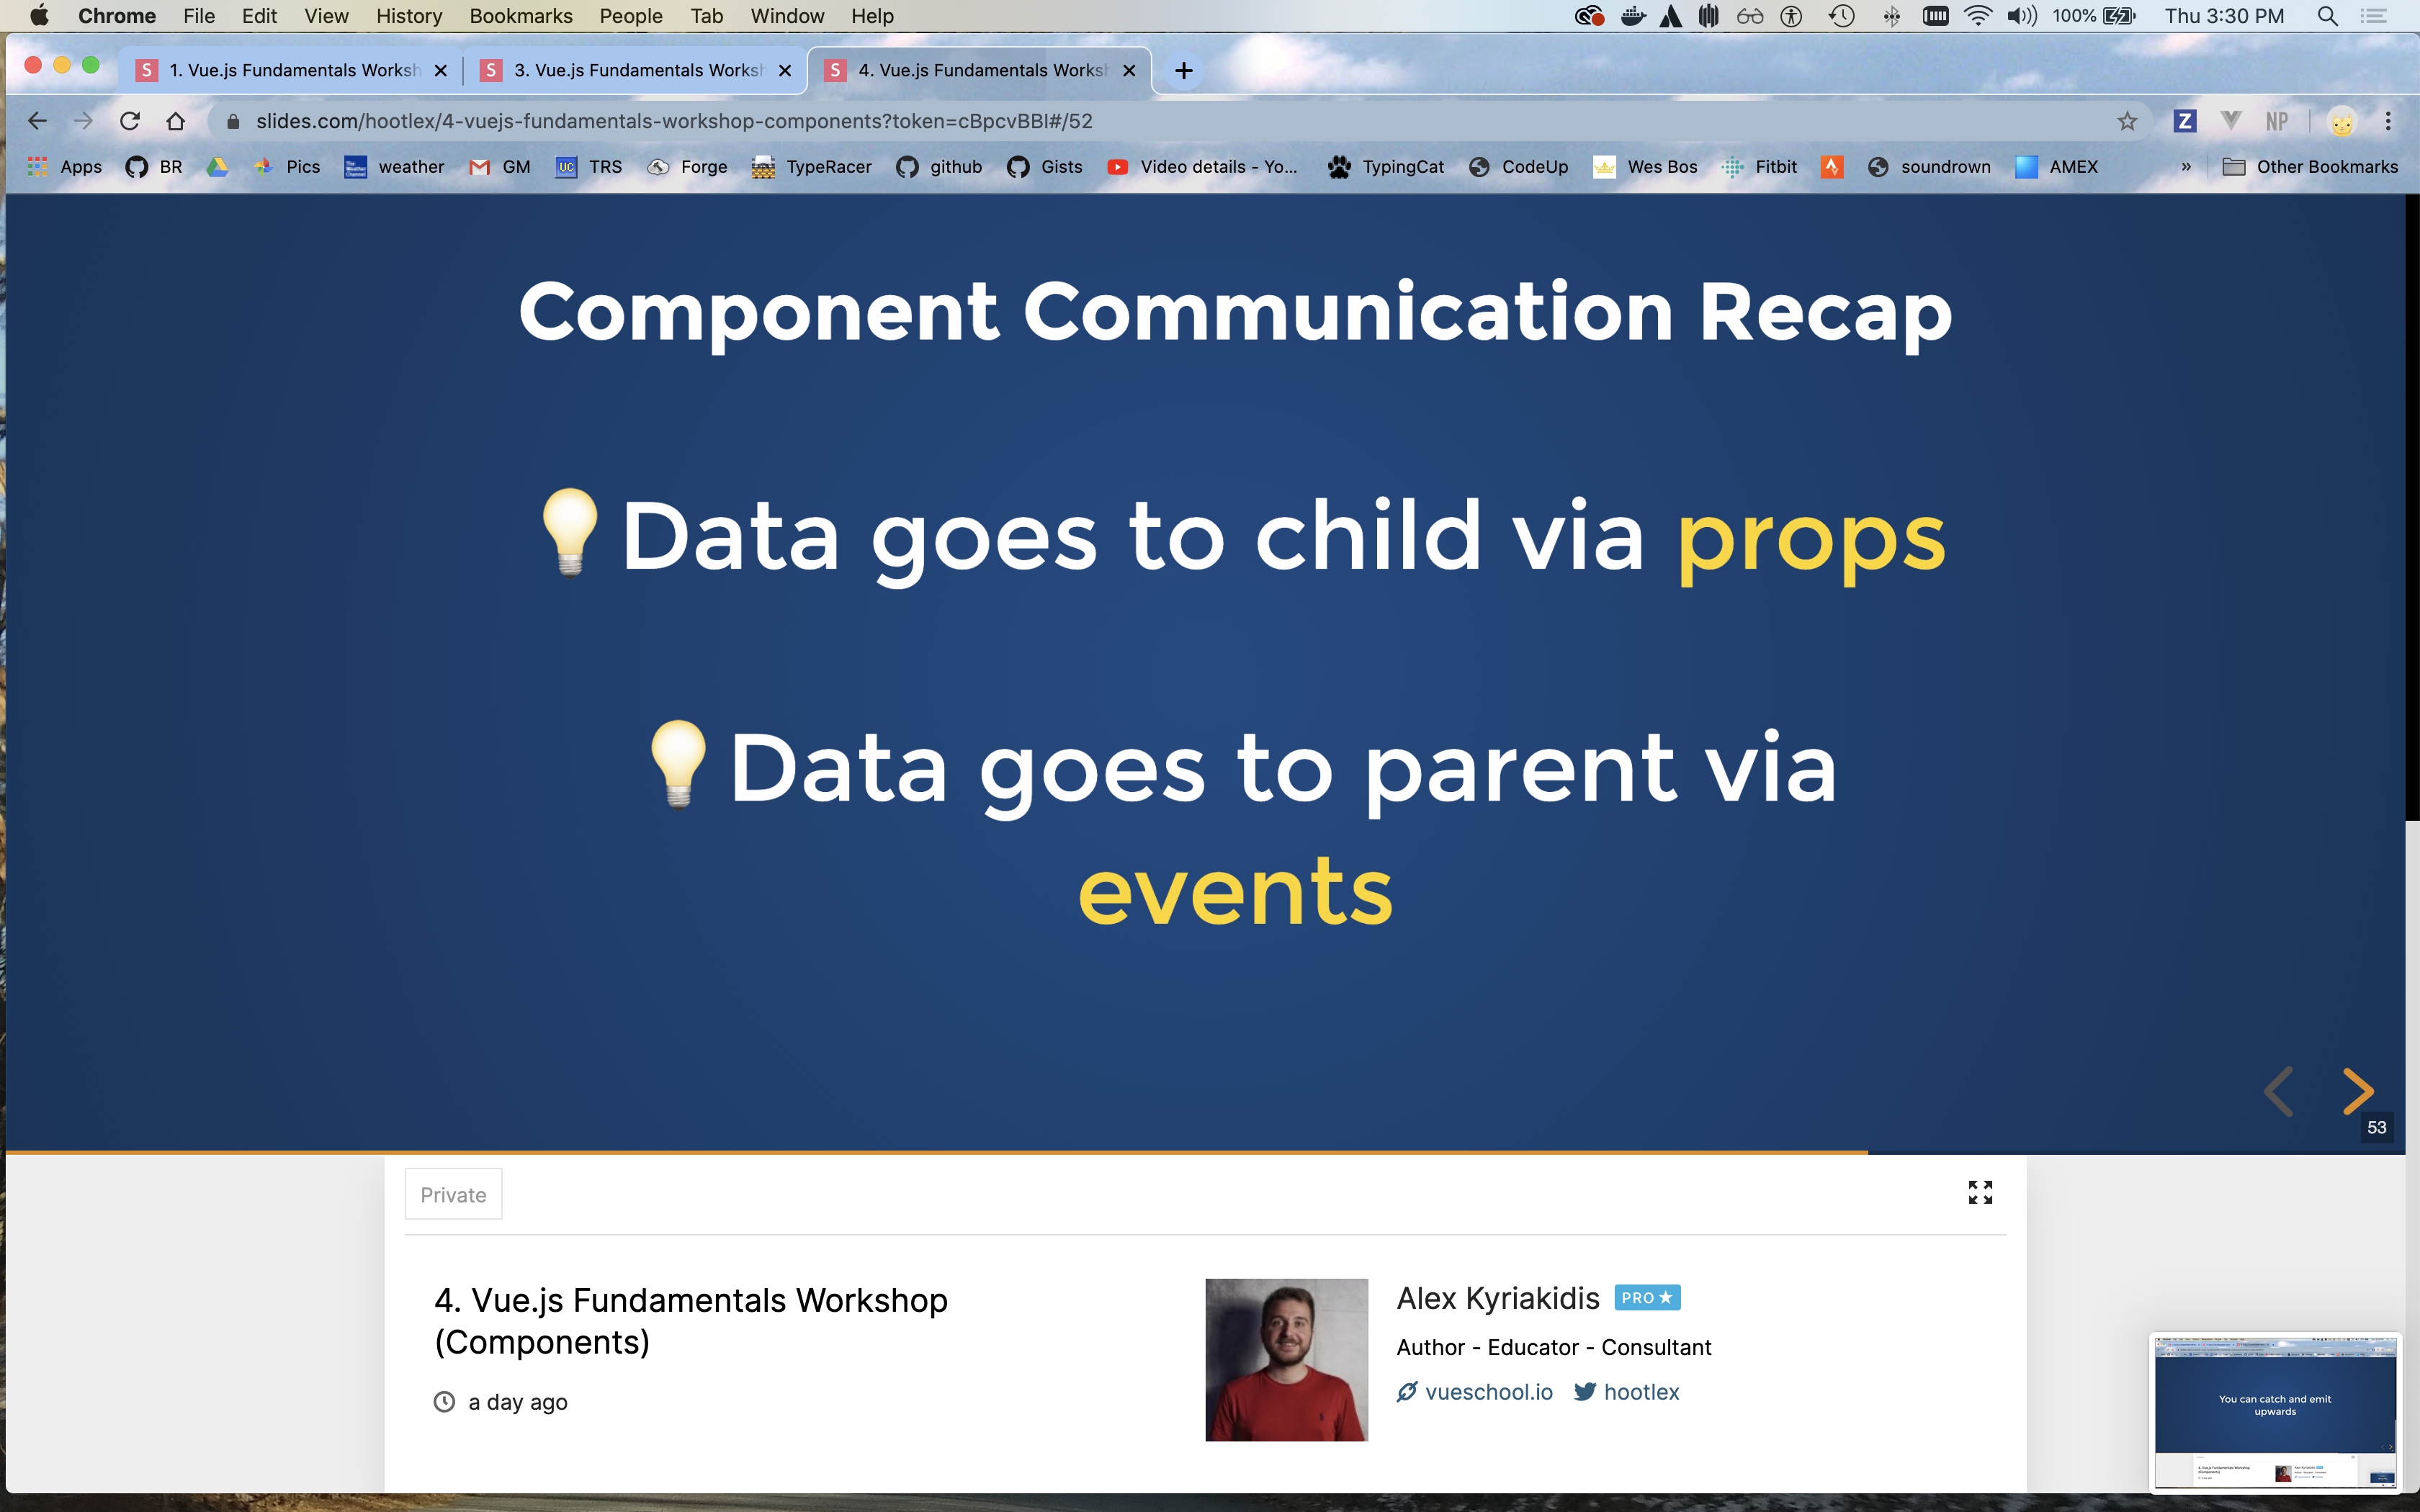 Chrome File Edit View History Bookmarks People Tab Window Help 100% Thu 3:30 PM
S 1. Vue.js Fundamentals Worksh S 3. Vue.js Fundamentals Worksh S 4. Vue.js Fundamentals Worksh
slides.com/hootlex/4-vuejs-fundamentals-workshop-components?token=cBpcvBBI#/52 Z NP
Apps BR Pics weather GM UC TRS Forge TypeRacer github Gists Video details - Yo... TypingCat CodeUp Wes Bos Fitbit soundrown AMEX » Other Bookmarks
Component Communication Recap
Data goes to child via props
Data goes to parent via
events
53
Private
4. Vue.js Fundamentals Workshop
(Components)
a day ago
Alex Kyriakidis PRO
Author - Educator - Consultant
vueschool.io hootlex
You can catch and emit
upwards